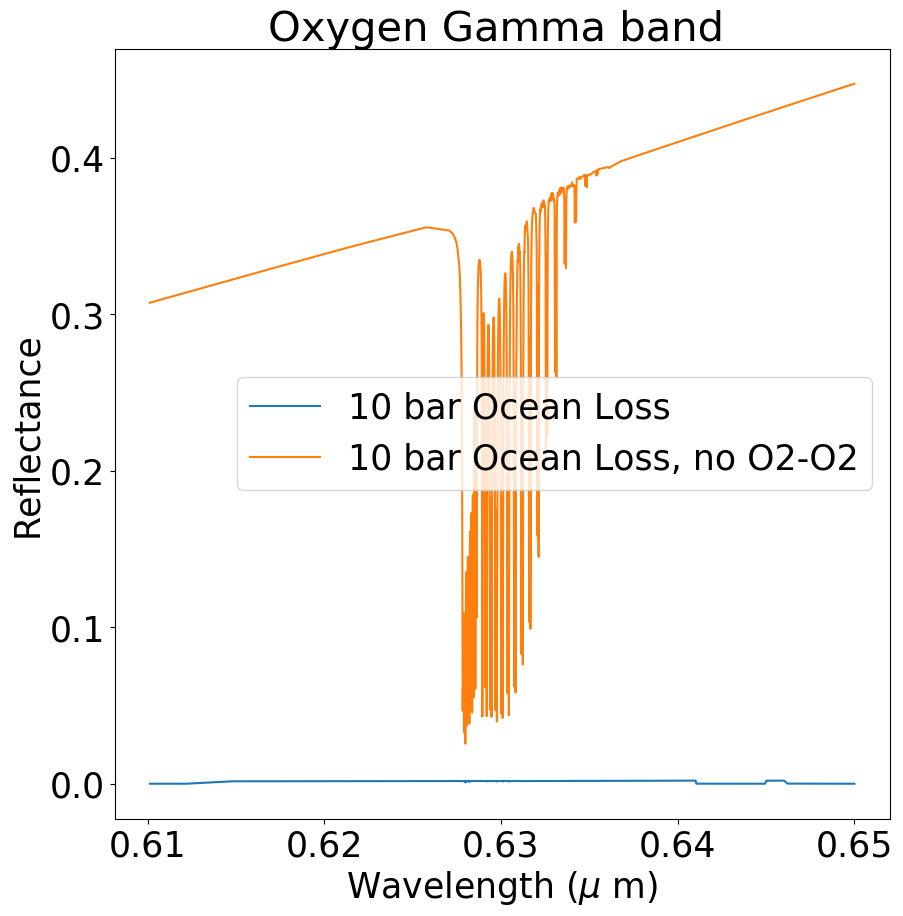 Oxygen Gamma band
Reflectance
0.4
0.3
0.2
0.1
0.0
10 bar Ocean Loss
10 bar Ocean Loss, no O2-O2
0.61 0.62 0.63 0.64 0.65
Wavelength (μ m)